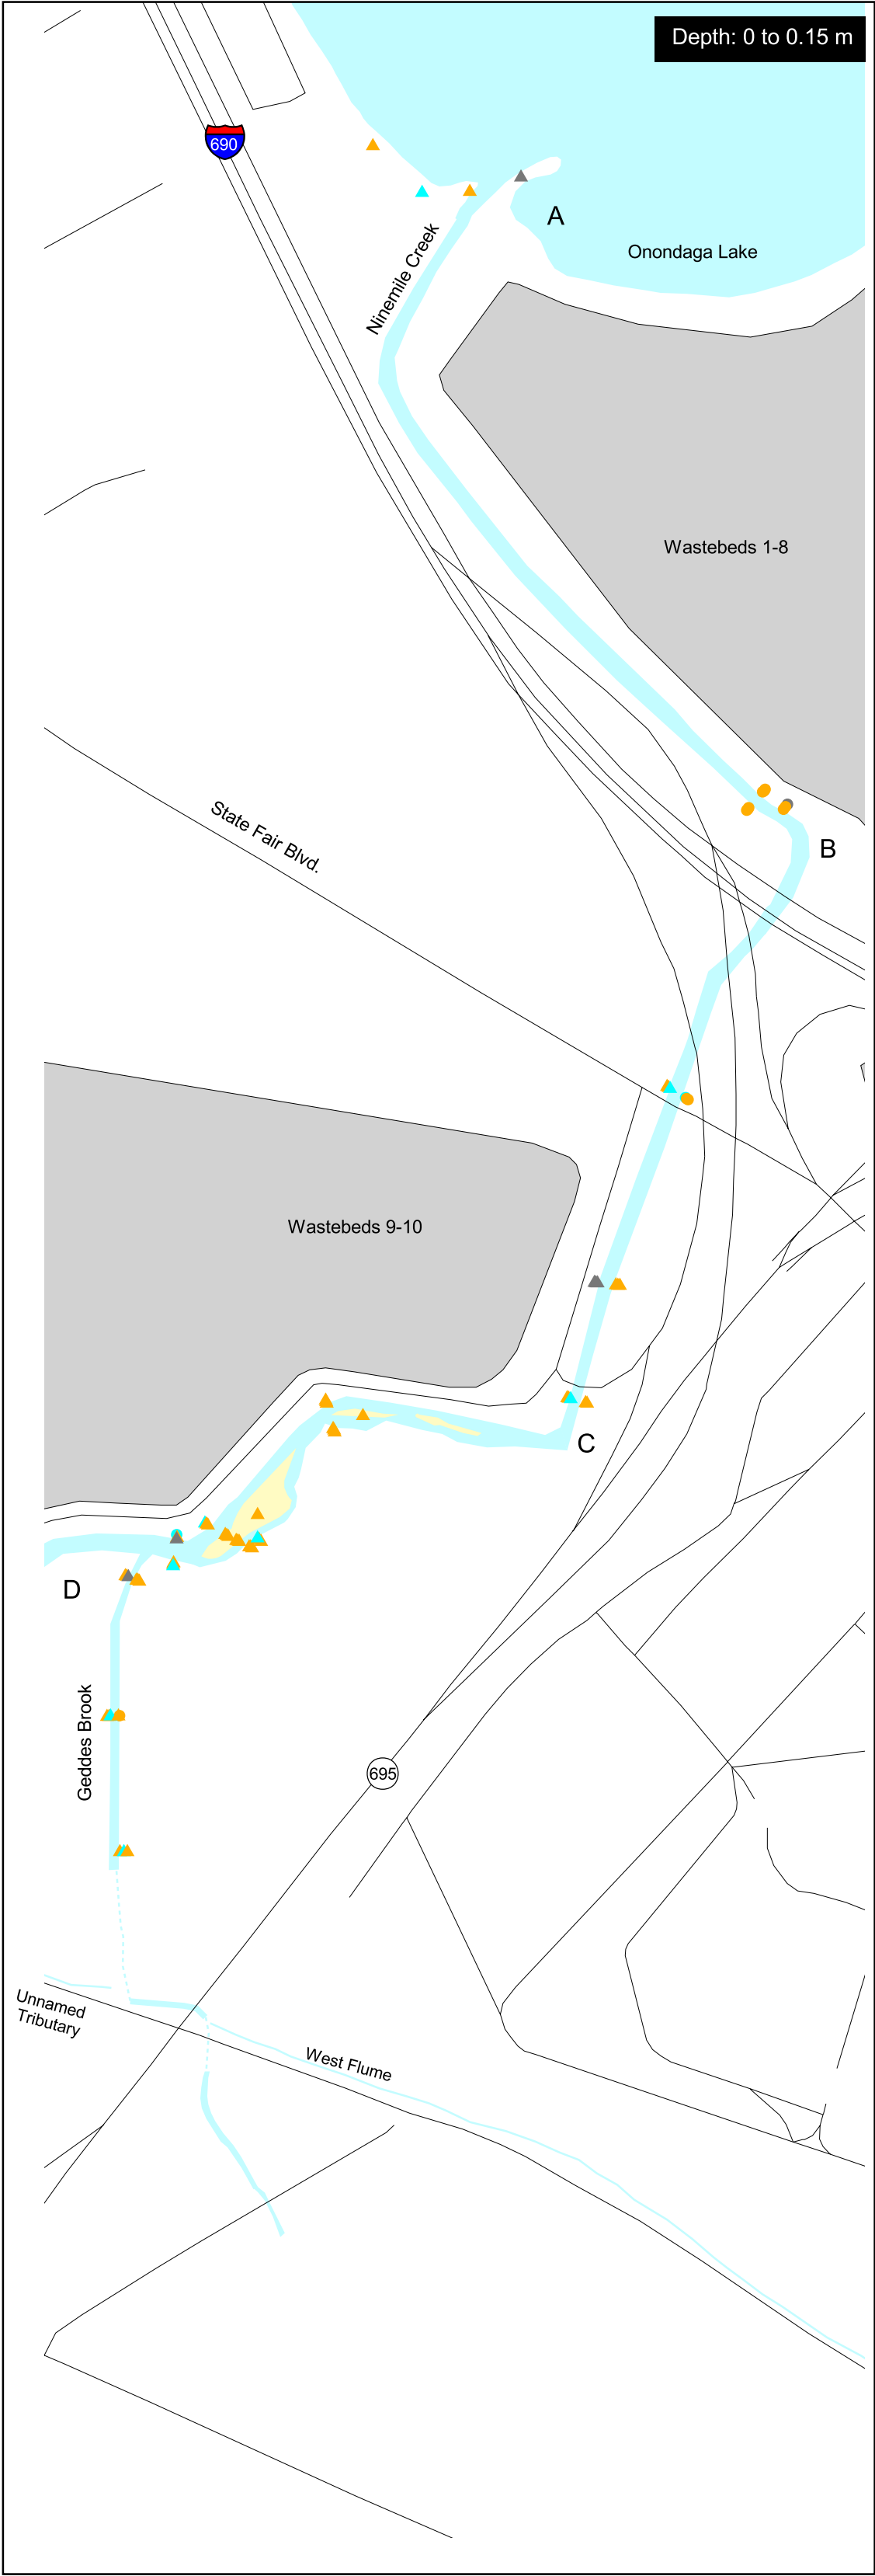 Depth: 0 to 0.15 m
690
A
Onondaga Lake
Ninemile Creek
Wastebeds 1-8
State Fair Blvd.
B
Wastebeds 9-10
C
D
Geddes Brook
695
Unnamed
Tributary
West Flume